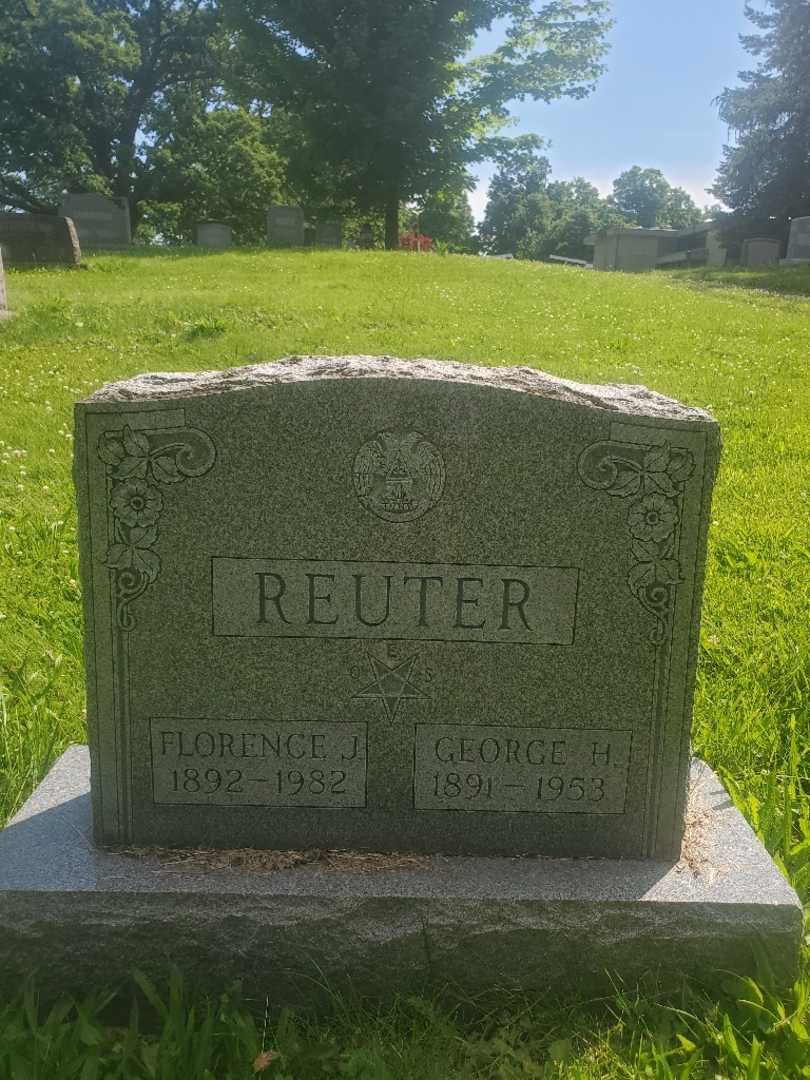 REUTER
E
O S
FLORENCE J.
1892-1982
GEORGE H.
1891-1953